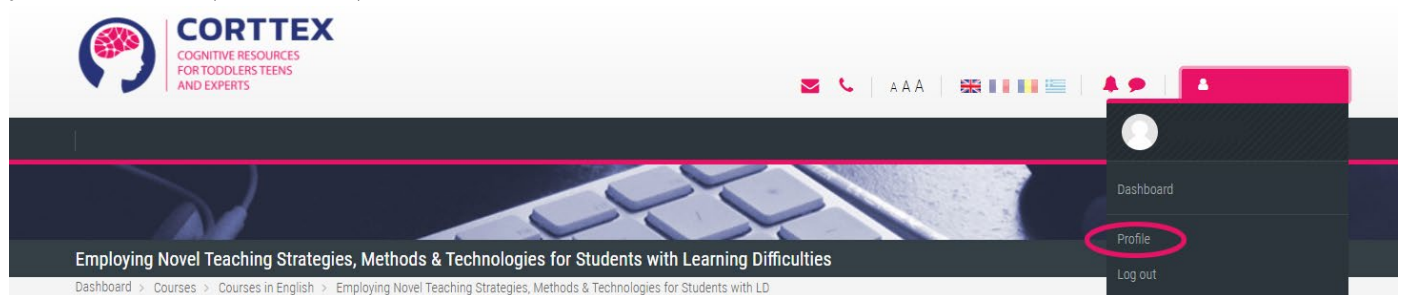 CORTTEX
COGNITIVE RESOURCES
FOR TODDLERS TEENS
AND EXPERTS
A A A
Dashboard
Profile
Log out
Employing Novel Teaching Strategies, Methods & Technologies for Students with Learning Difficulties
Dashboard > Courses > Courses in English > Employing Novel Teaching Strategies, Methods & Technologies for Students with LD